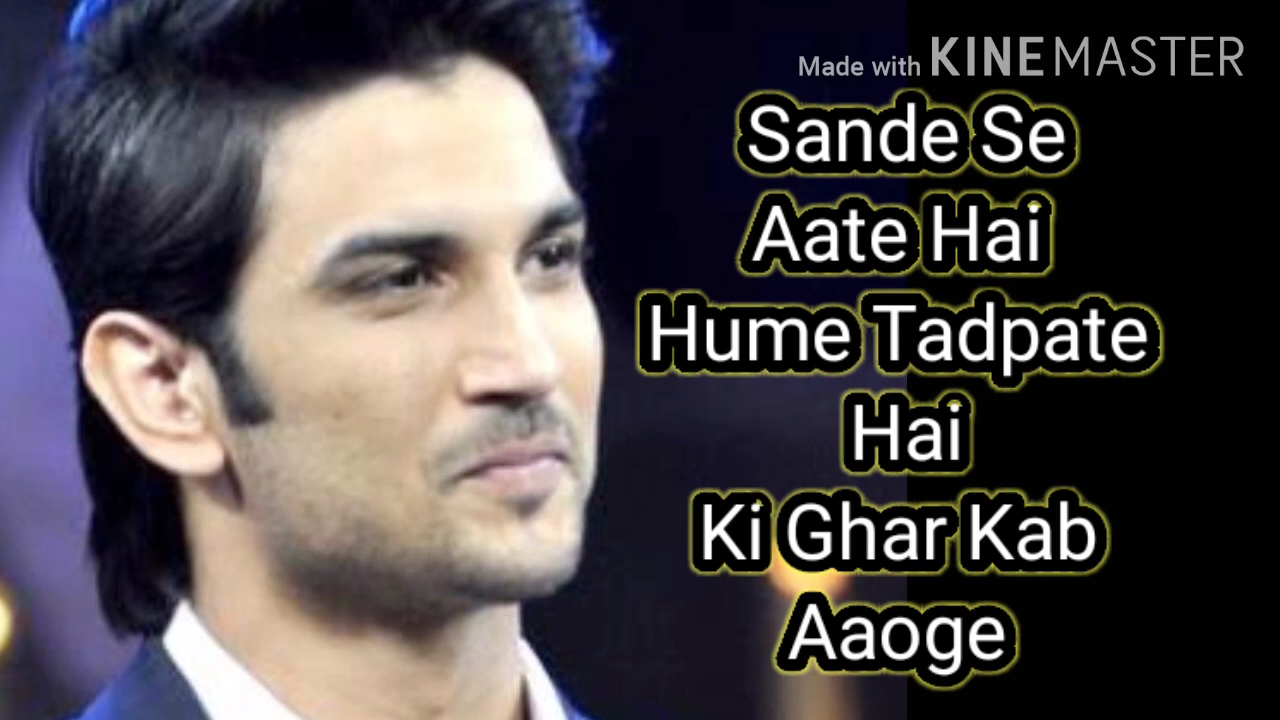 Made with KINEMASTER
Sande Se
Aate Hai
Hume Tadpate
Hai
Ki Ghar Kab
Aaoge